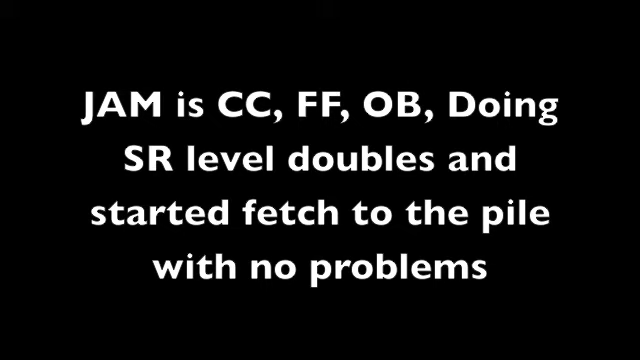 JAM is CC, FF, OB, Doing
SR level doubles and
started fetch to the pile
with no problems